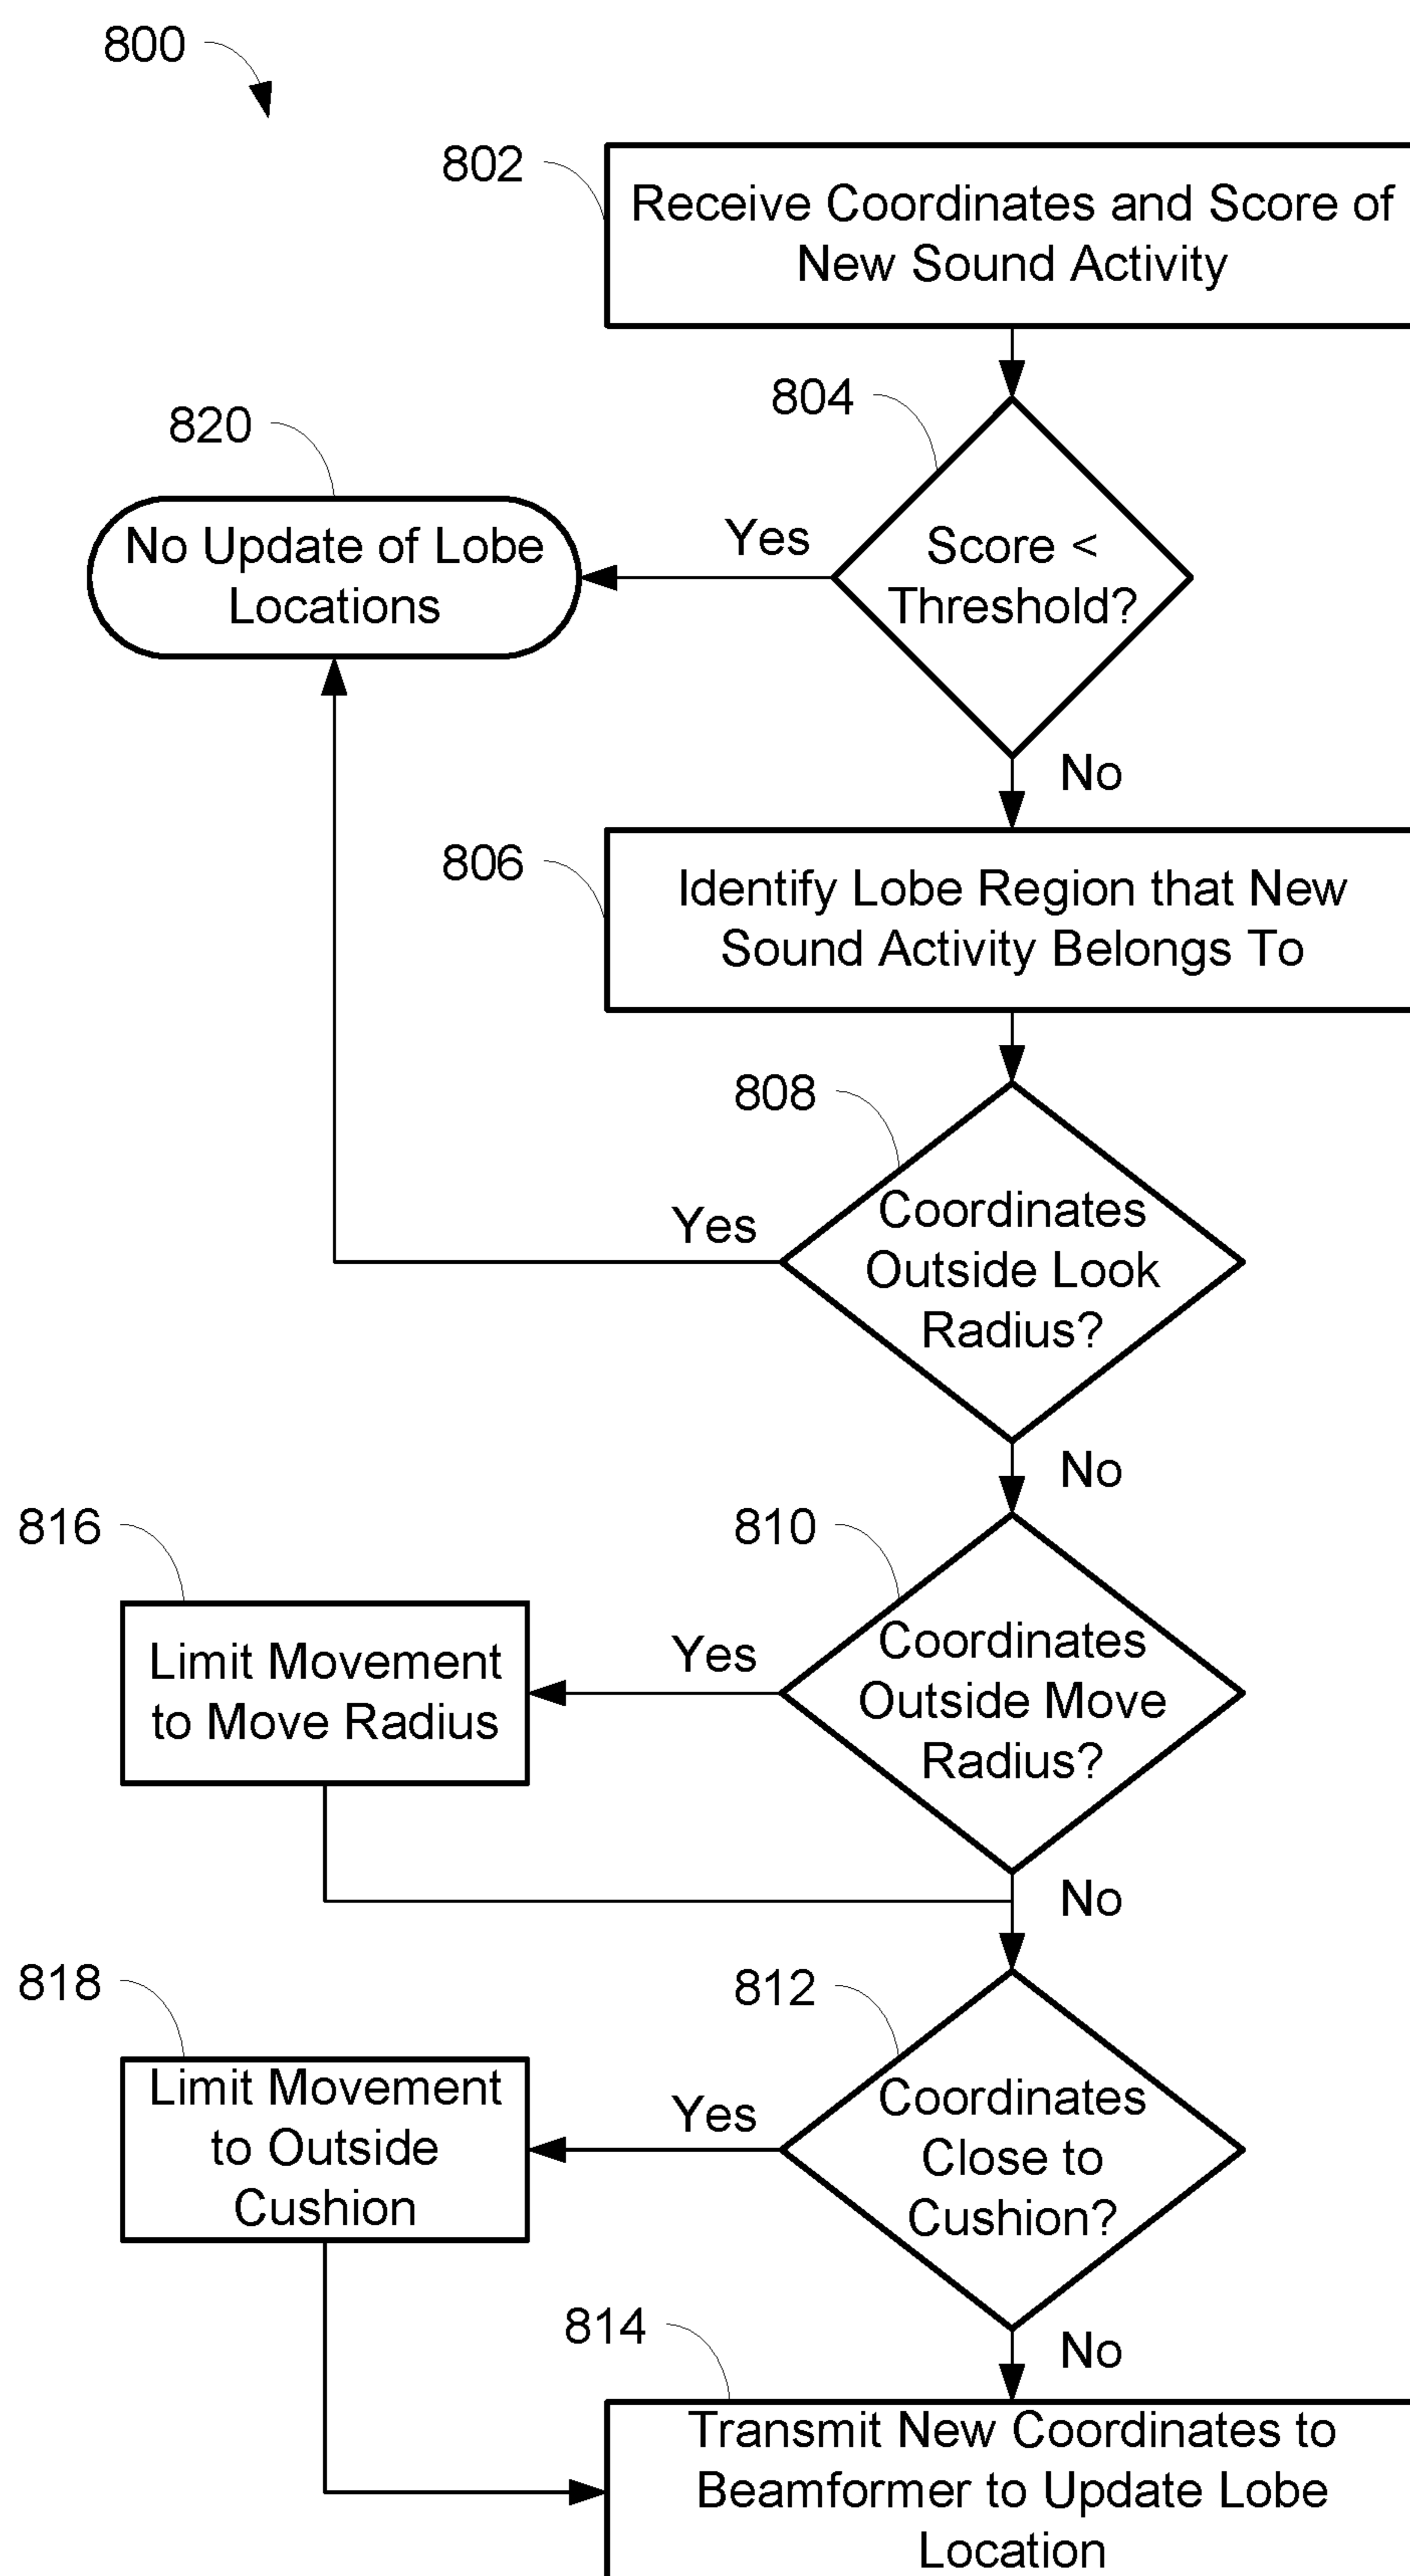 800
802
Receive Coordinates and Score of
New Sound Activity
804
820
No Update of Lobe
Locations
Yes
Score <
Threshold?
No
806
Identify Lobe Region that New
Sound Activity Belongs To
808
Yes
Coordinates
Outside Look
Radius?
No
816
810
Limit Movement
to Move Radius
Yes
Coordinates
Outside Move
Radius?
No
818
812
Limit Movement
to Outside
Cushion
Yes
Coordinates
Close to
Cushion?
814
No
Transmit New Coordinates to
Beamformer to Update Lobe
Location